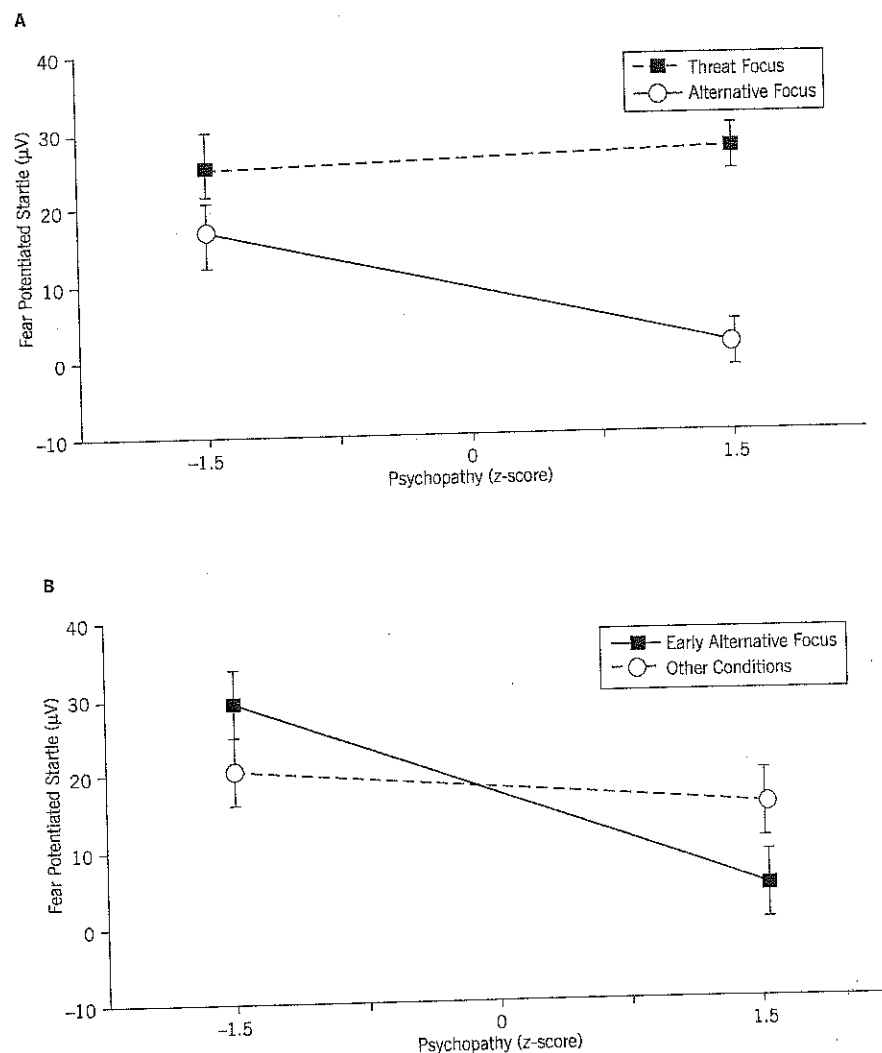 A
40
30
20
10
0
−10
Fear Potentiated Startle (µV)
Threat Focus
Alternative Focus
−1.5
0
1.5
Psychopathy (z-score)
B
40
30
20
10
0
−10
Fear Potentiated Startle (µV)
Early Alternative Focus
Other Conditions
−1.5
0
1.5
Psychopathy (z-score)